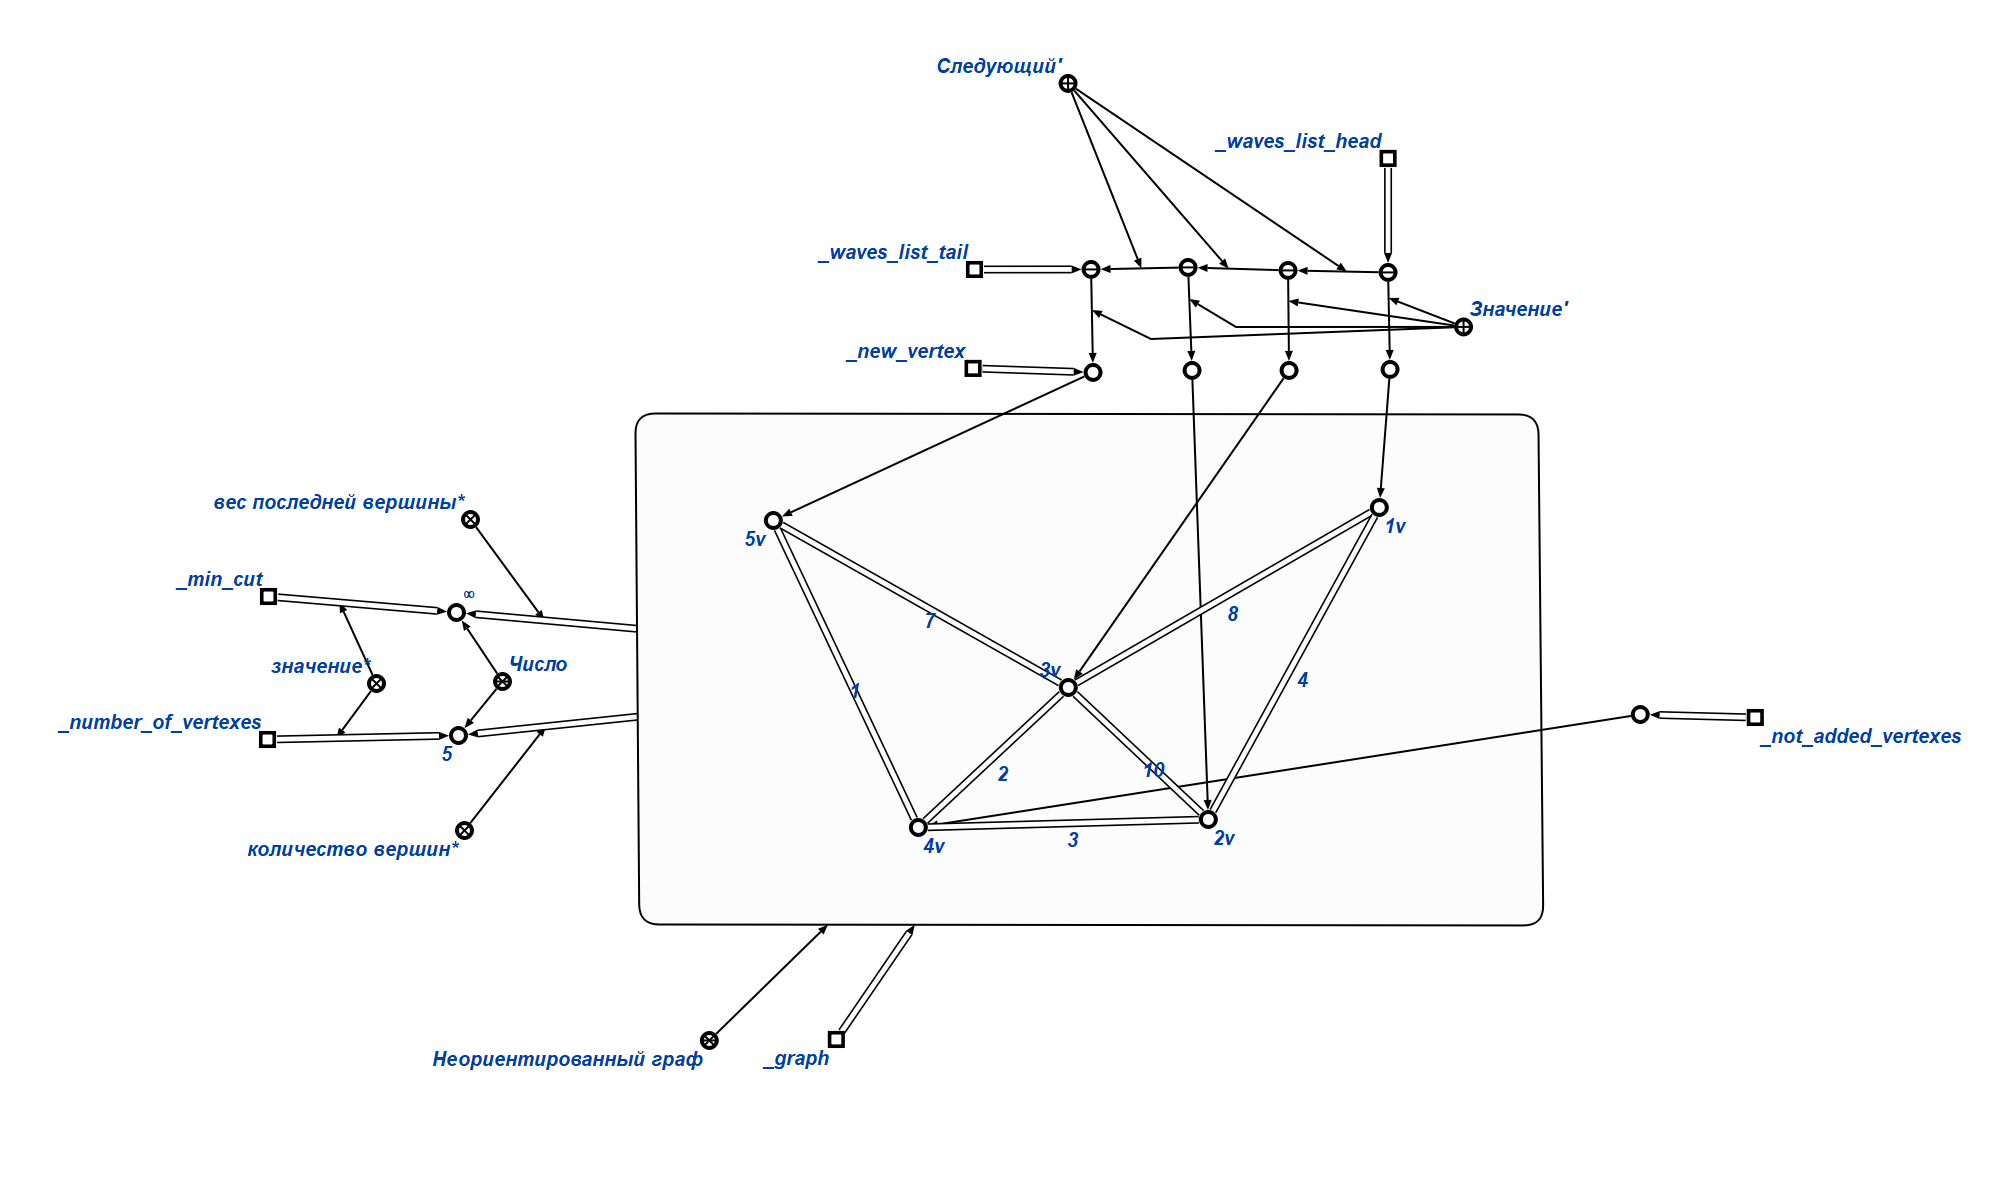 Следующий'
_waves_list_head
_waves_list_tail
Значение'
_new_vertex
вес последней вершины*
5v
1v
_min_cut
∞
7
8
значение*
Число
3v
1
4
_number_of_vertexes
5
_not_added_vertexes
2
10
количество вершин*
4v
3
2v
Неориентированный граф
_graph